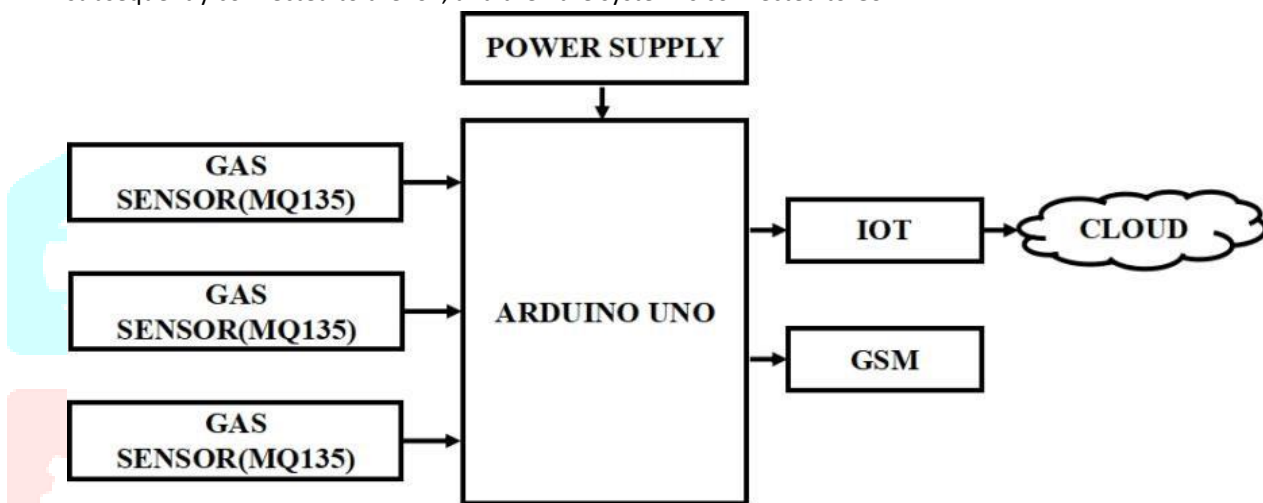 POWER SUPPLY
GAS
SENSOR(MQ135)
GAS
SENSOR(MQ135)
GAS
SENSOR(MQ135)
ARDUINO UNO
IOT
CLOUD
GSM